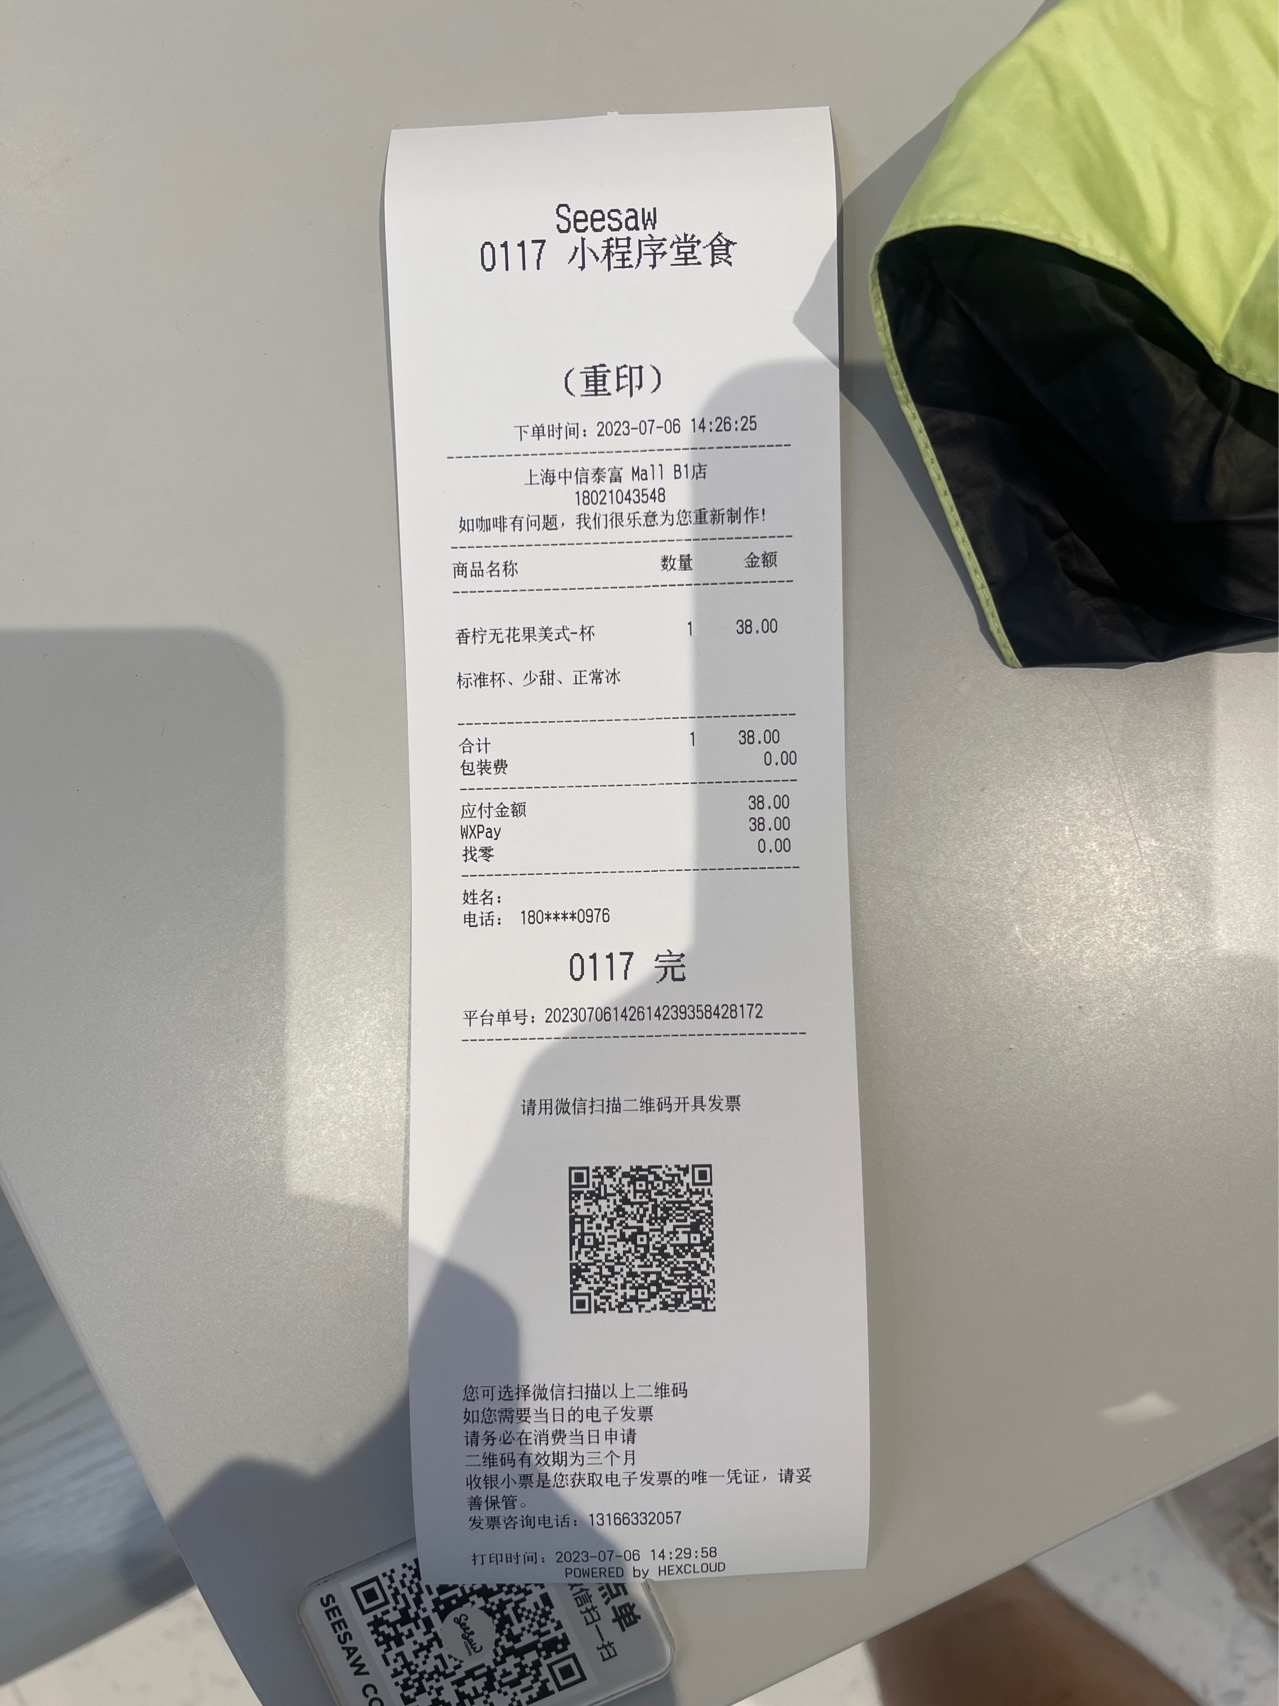 Seesaw
0117 小程序堂食
(重印)
下单时间: 2023-07-06 14:26:25
上海中信泰富 Mall B1店
18021043548
如咖啡有问题, 我们很乐意为您重新制作!
商品名称 数量 金额
香柠无花果美式-杯 1 38.00
标准杯、少甜、正常冰
合计 1 38.00
包装费 0.00
应付金额 38.00
WXPay 38.00
找零 0.00
姓名:
电话: 180****0976
0117 完
平台单号: 20230706142614239358428172
请用微信扫描二维码开具发票
您可选择微信扫描以上二维码
如您需要当日的电子发票
请务必在消费当日申请
二维码有效期为三个月
收银小票是您获取电子发票的唯一凭证, 请妥
善保管。
发票咨询电话: 13166332057
打印时间: 2023-07-06 14:29:58
POWERED by HEXCLOUD
点单
微信扫一扫
Seesaw
SEESAW CO